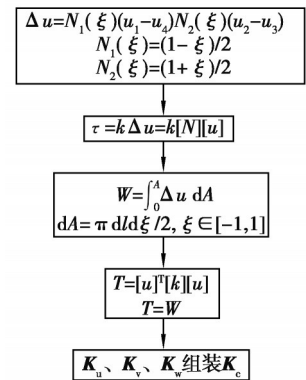 Δu=N₁(ξ)(u₁−u₄)N₂(ξ)(u₂−u₃)
N₁(ξ)=(1−ξ)/2
N₂(ξ)=(1+ξ)/2
τ=kΔu=k[N][u]
W=∫₀ᴬΔu dA
dA=πdldξ/2, ξ∈[-1,1]
T=[u]ᵀ[k][u]
T=W
Kᵤ、Kᵥ、K_w组装K_c